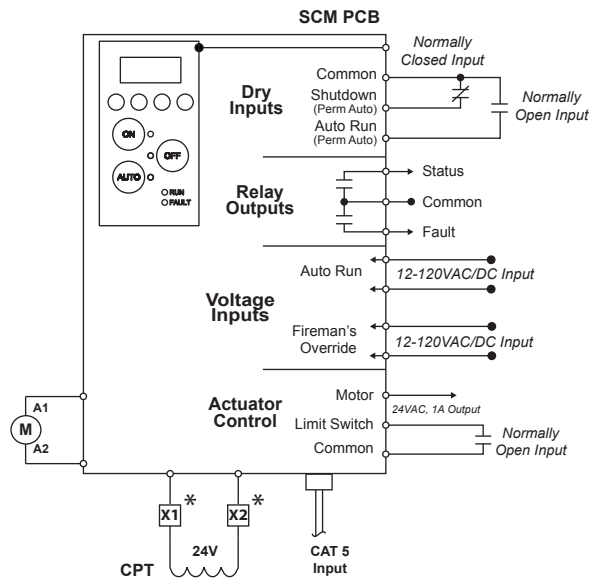 SCM PCB
Normally
Closed Input
Dry
Inputs
Common
Shutdown
(Perm Auto)
Auto Run
(Perm Auto)
Normally
Open Input
ON
OFF
AUTO
RUN
FAULT
Relay
Outputs
Status
Common
Fault
Voltage
Inputs
Auto Run
12-120VAC/DC Input
Fireman's
Override
12-120VAC/DC Input
Actuator
Control
Motor
24VAC, 1A Output
Limit Switch
Common
Normally
Open Input
A1
M
A2
X1 *
X2 *
24V
CPT
CAT 5
Input